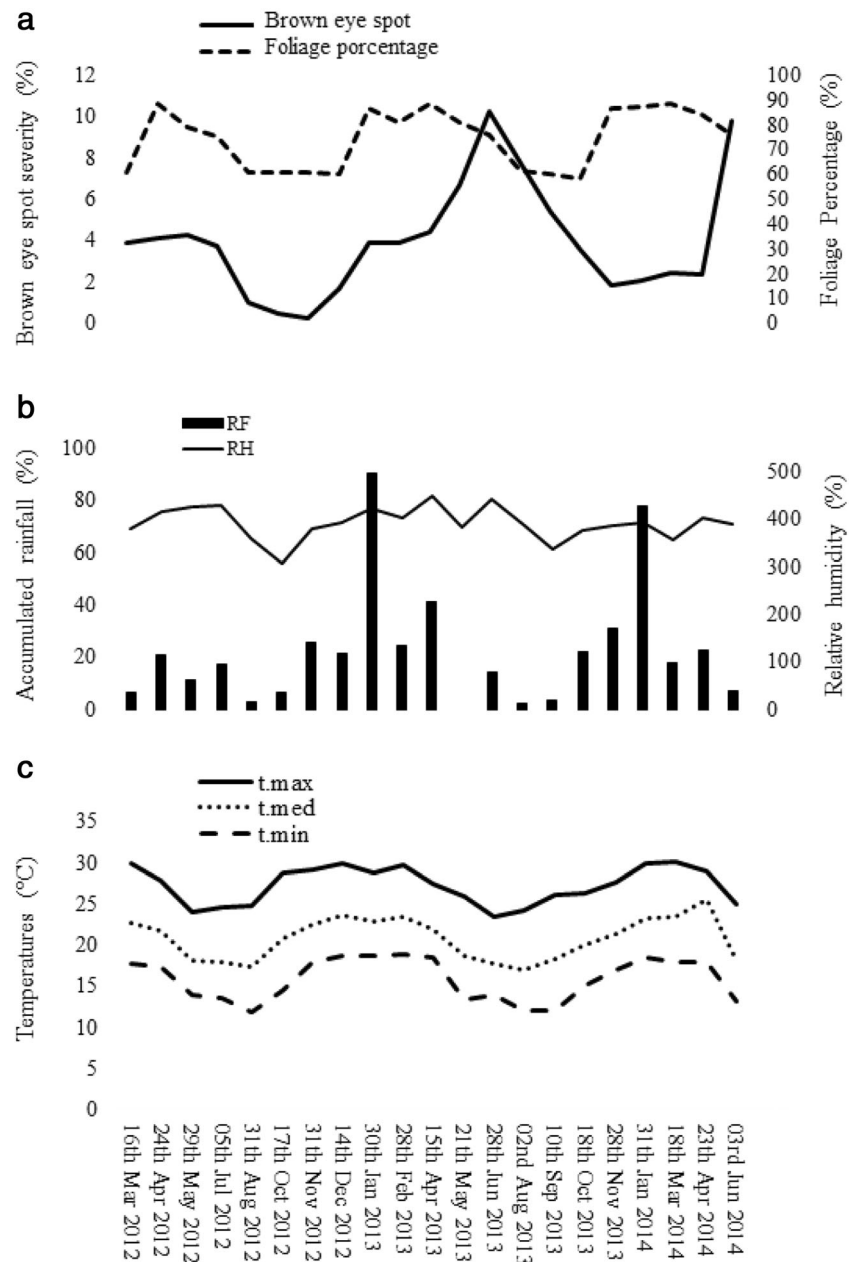 a
Brown eye spot
Foliage porcentage
Brown eye spot severity (%)
12
10
8
6
4
2
0
100
90
80
70
60
50
40
30
20
10
0
Foliage Percentage (%)
b
RF
RH
Accumulated rainfall (%)
100
80
60
40
20
0
500
400
300
200
100
0
Relative humidity (%)
c
t.max
t.med
t.min
Temperatures (°C)
35
30
25
20
15
10
5
0
16th Mar 2012
24th Apr 2012
29th May 2012
05th Jul 2012
31th Aug 2012
17th Oct 2012
31th Nov 2012
14th Dec 2012
30th Jan 2013
28th Feb 2013
15th Apr 2013
21th May 2013
28th Jun 2013
02nd Aug 2013
10th Sep 2013
18th Oct 2013
28th Nov 2013
31th Jan 2014
18th Mar 2014
23th Apr 2014
03rd Jun 2014